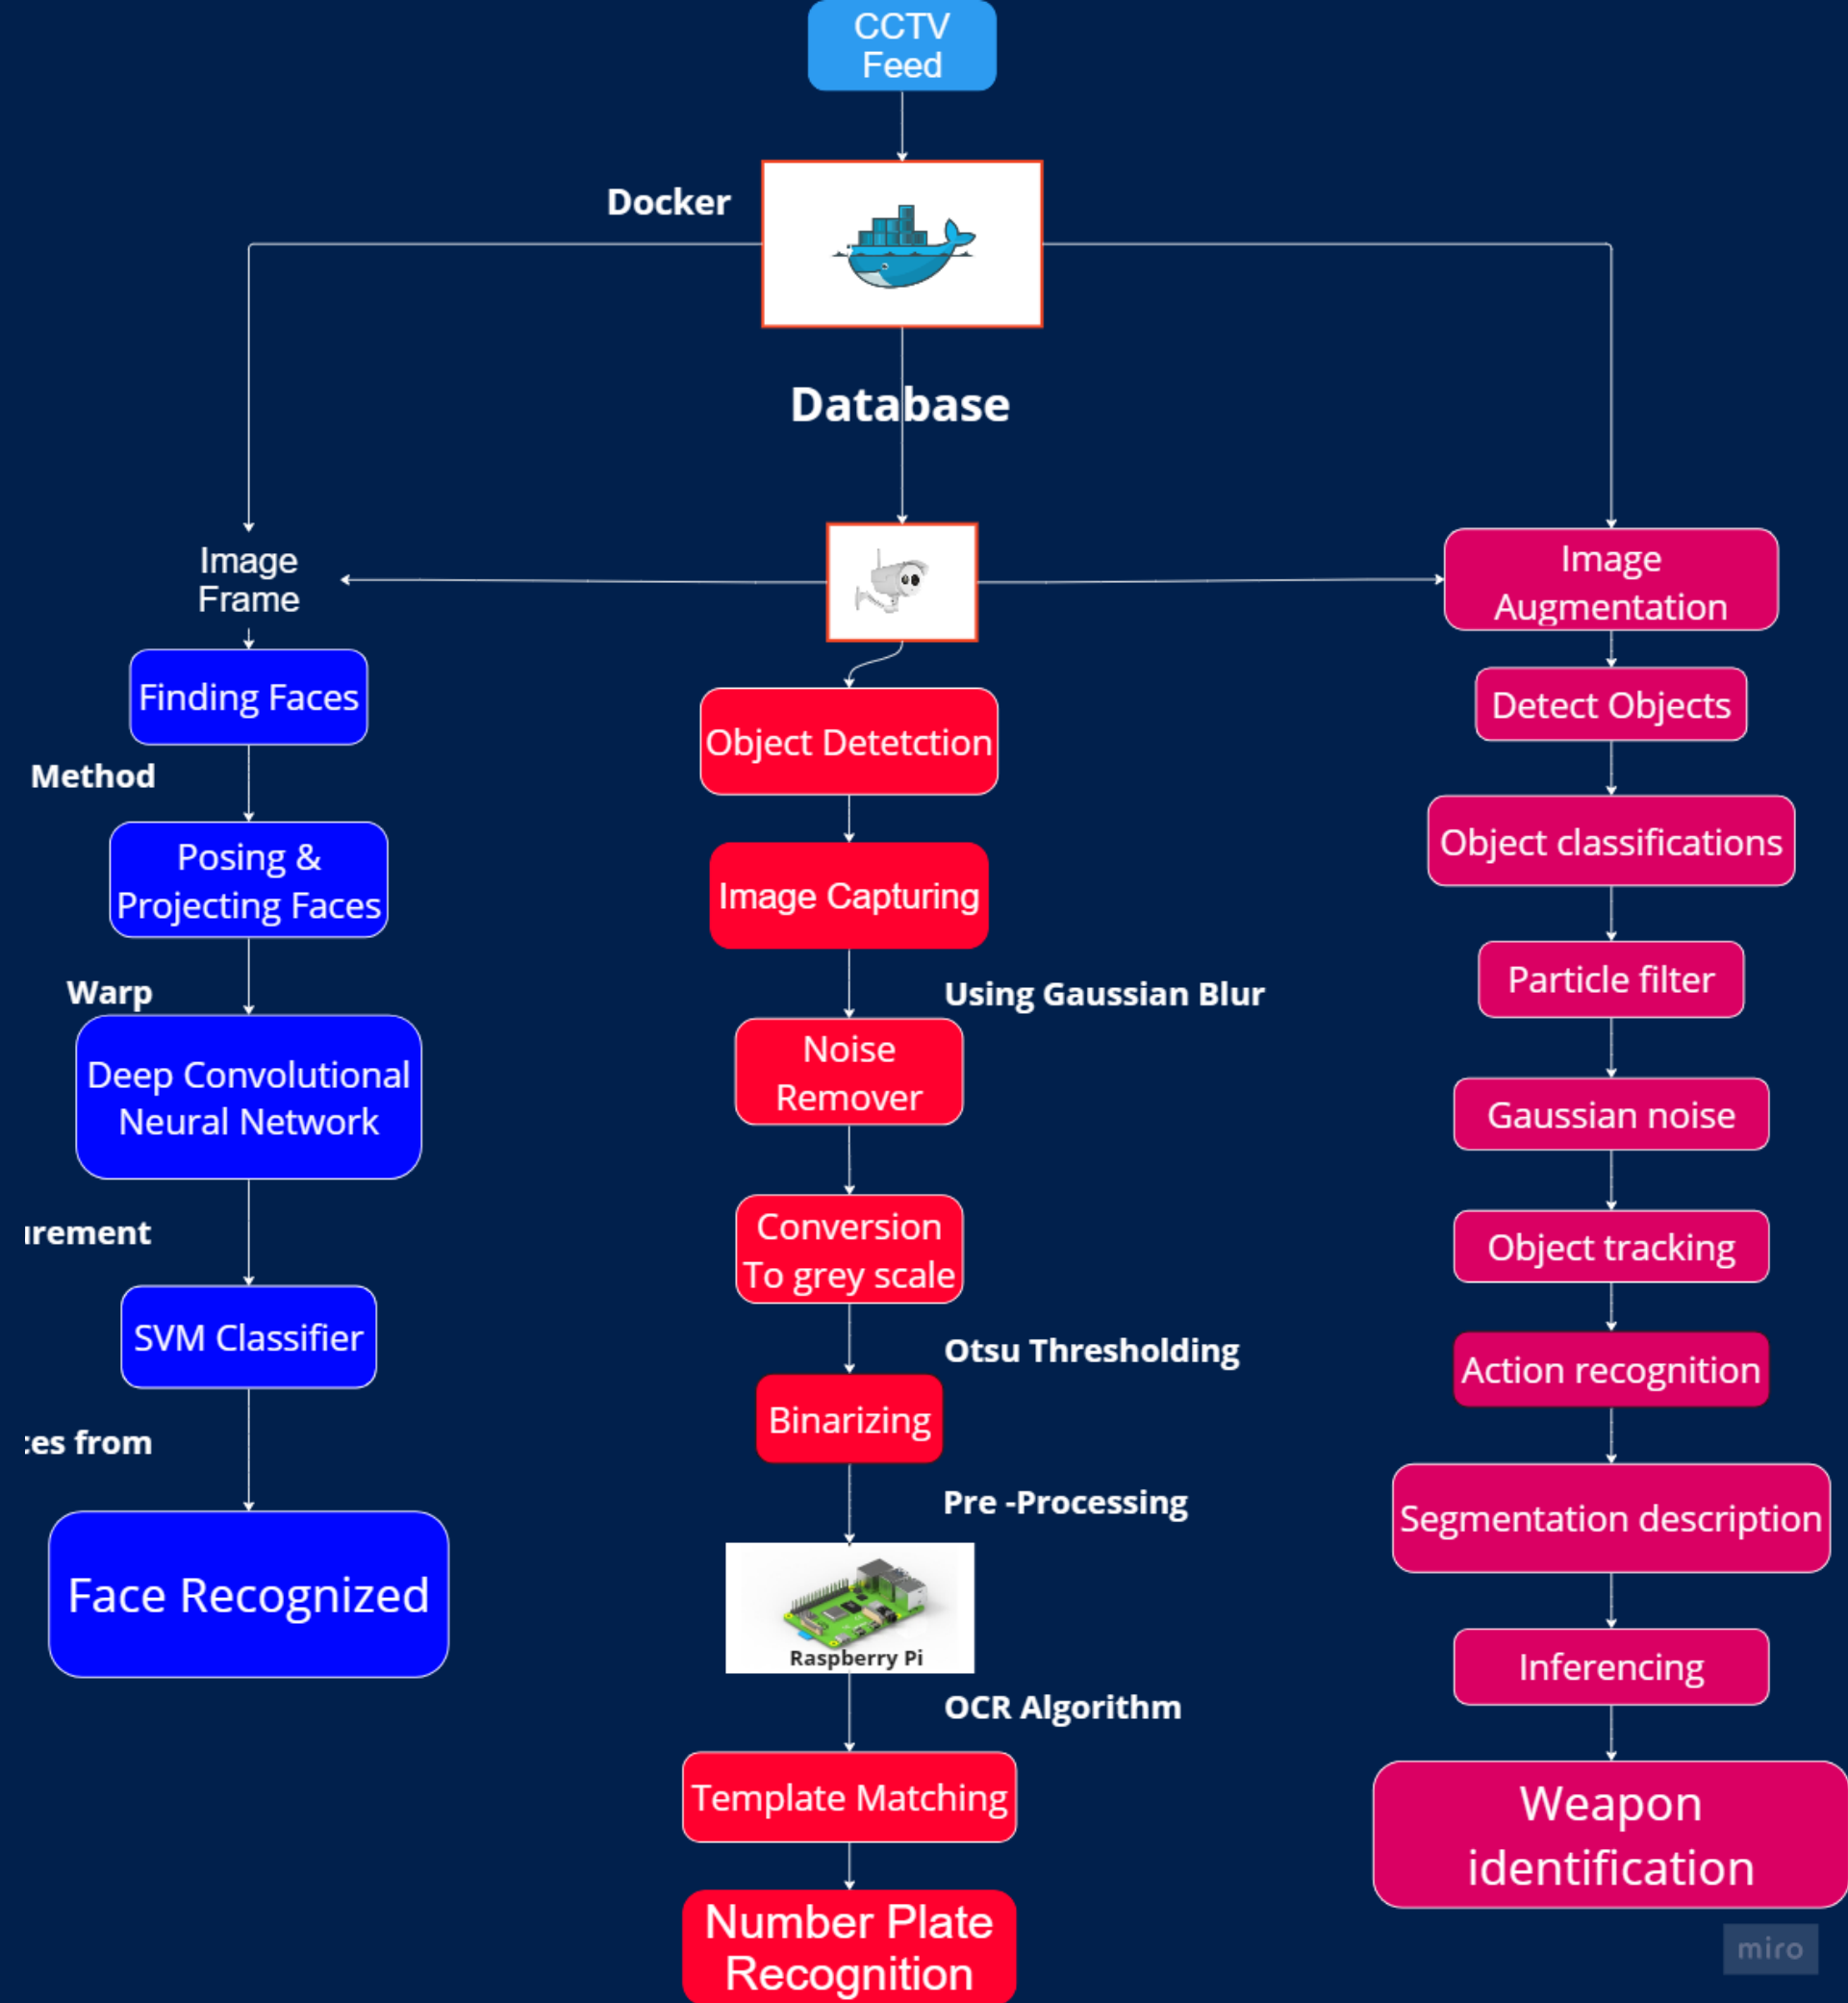 CCTV
Feed
Docker
Database
Image
Frame
Finding Faces
Method
Posing &
Projecting Faces
Warp
Deep Convolutional
Neural Network
SVM Classifier
from
Face Recognized
Object Detetction
Image Capturing
Using Gaussian Blur
Noise
Remover
Conversion
To grey scale
Otsu Thresholding
Binarizing
Pre -Processing
Raspberry Pi
OCR Algorithm
Template Matching
Number Plate
Recognition
Image
Augmentation
Detect Objects
Object classifications
Particle filter
Gaussian noise
Object tracking
Action recognition
Segmentation description
Inferencing
Weapon
identification
miro